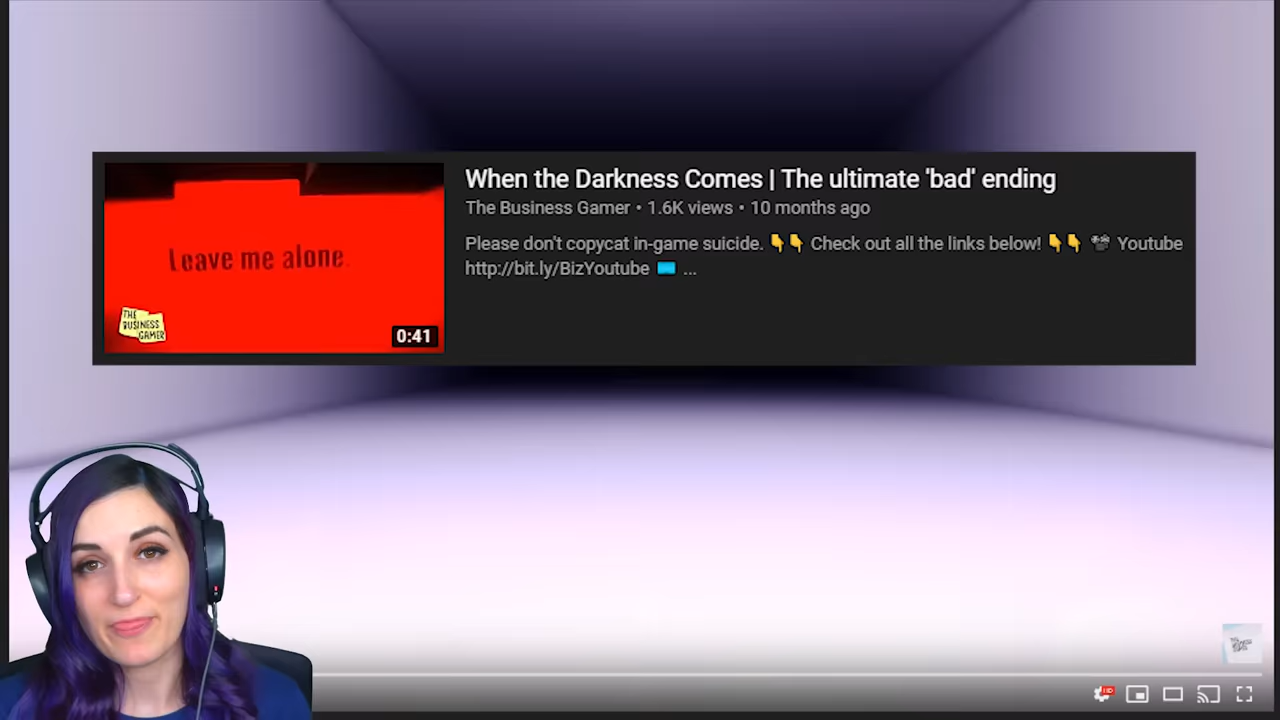 When the Darkness Comes | The ultimate 'bad' ending
The Business Gamer • 1.6K views • 10 months ago
Please don't copycat in-game suicide. 👇👇 Check out all the links below! 👇👇 📽 Youtube
http://bit.ly/BizYoutube 🟦 ...
Leave me alone.
THE
BUSINESS
GAMER
0:41
HD